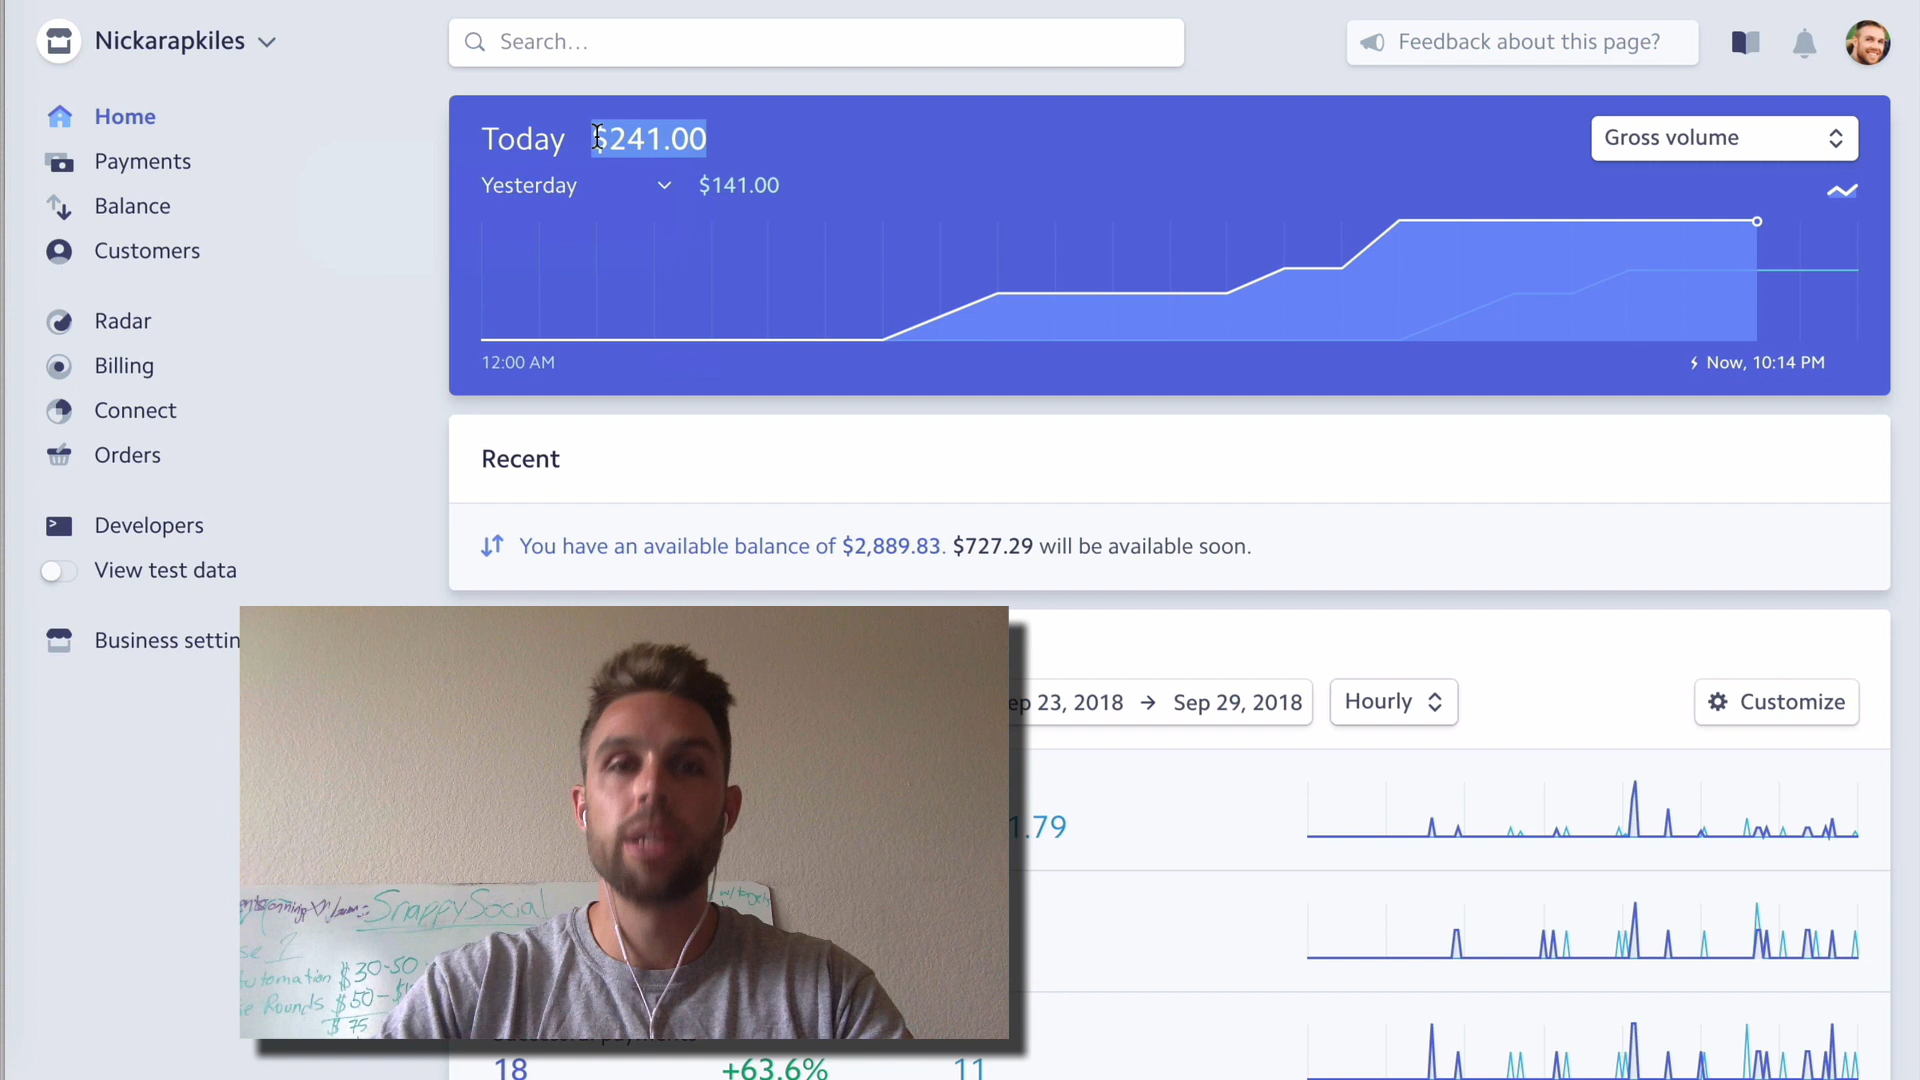 Nickarapkiles
Search…
Feedback about this page?
Home
Payments
Balance
Customers
Radar
Billing
Connect
Orders
Developers
View test data
Business settin
Today $241.00
Gross volume
Yesterday $141.00
12:00 AM
Now, 10:14 PM
Recent
You have an available balance of $2,889.83. $727.29 will be available soon.
ep 23, 2018 → Sep 29, 2018
Hourly
Customize
1.79
SnappySocial
w/
utomation $30-50
Rounds $50-
$75
18
+63.6%
11